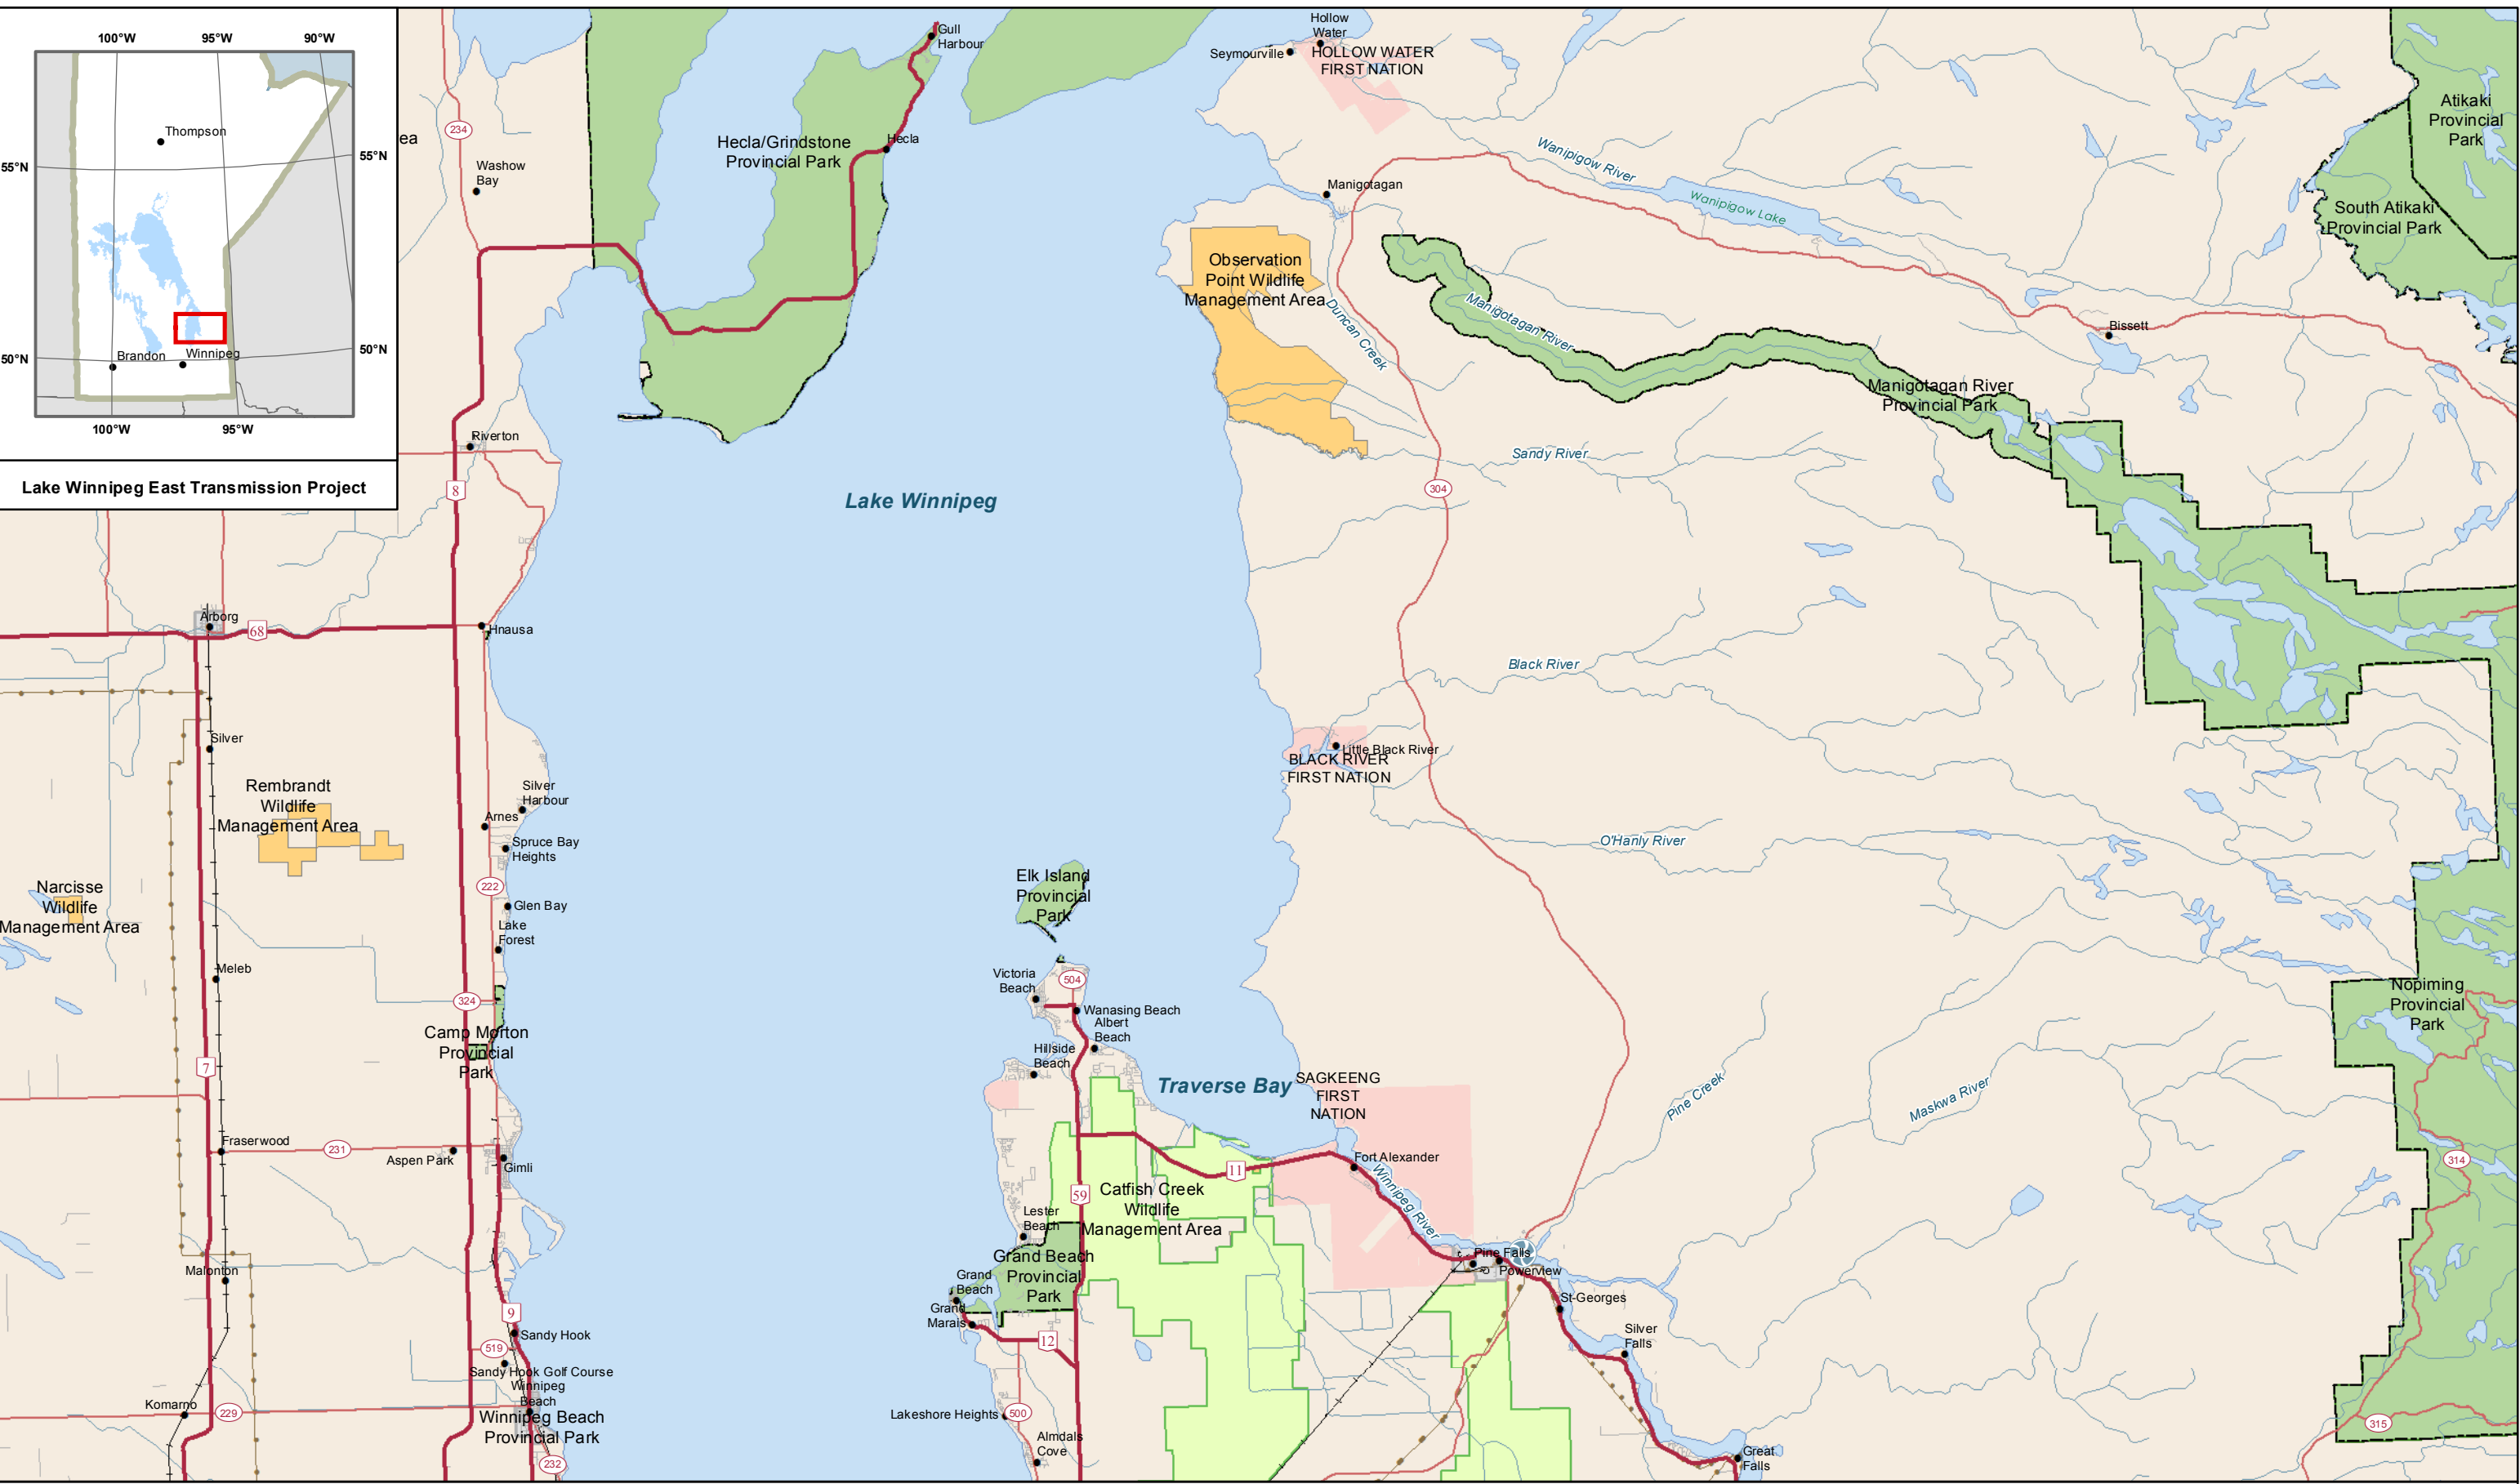 100°W
95°W
90°W
Thompson
55°N
55°N
50°N
50°N
Brandon
Winnipeg
100°W
95°W
Lake Winnipeg East Transmission Project
ea
234
Washow
Bay
Gull
Harbour
Hecla/Grindstone
Provincial Park
Hecla
Hollow
Water
Seymourville
HOLLOW WATER
FIRST NATION
Atikaki
Provincial
Park
Wanipigow River
Wanipigow Lake
Manigotagan
South Atikaki
Provincial Park
Observation
Point Wildlife
Management Area
Duncan Creek
Manigotagan River
Bissett
Manigotagan River
Provincial Park
Riverton
8
Sandy River
304
Lake Winnipeg
Arborg
68
Hnausa
Black River
Silver
Little Black River
BLACK RIVER
FIRST NATION
Rembrandt
Wildlife
Management Area
Silver
Harbour
Arnes
Spruce Bay
Heights
O'Hanly River
222
Narcisse
Wildlife
Management Area
Glen Bay
Lake
Forest
Elk Island
Provincial
Park
Meleb
324
Victoria
Beach
504
Wanasing Beach
Albert
Beach
Nopiming
Provincial
Park
Camp Morton
Provincial
Park
Hillside
Beach
7
Traverse Bay
SAGKEENG
FIRST
NATION
Pine Creek
Maskwa River
Fraserwood
231
Aspen Park
Gimli
11
Fort Alexander
Winnipeg River
314
59
Catfish Creek
Wildlife
Management Area
Lester
Beach
Grand Beach
Provincial
Park
Pine Falls
Powerview
Malonton
Grand
Beach
Grand
Marais
St-Georges
9
Sandy Hook
12
Silver
Falls
519
Sandy Hook Golf Course
Winnipeg
Beach
Komarno
229
Winnipeg Beach
Provincial Park
Lakeshore Heights
500
315
Almdals
Cove
232
Great
Falls